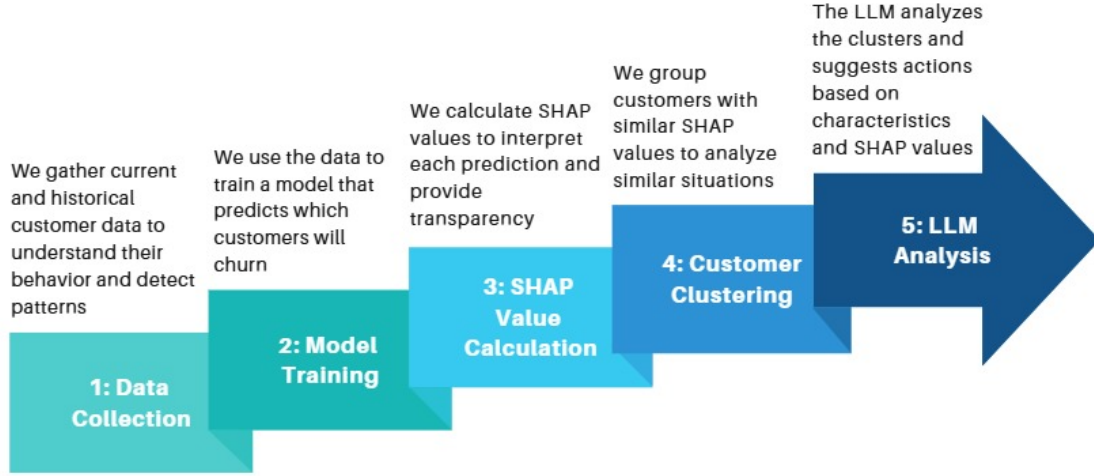 We gather current
and historical
customer data to
understand their
behavior and detect
patterns
1: Data
Collection
We use the data to
train a model that
predicts which
customers will
churn
2: Model
Training
We calculate SHAP
values to interpret
each prediction and
provide
transparency
3: SHAP
Value
Calculation
We group
customers with
similar SHAP
values to analyze
similar situations
4: Customer
Clustering
The LLM analyzes
the clusters and
suggests actions
based on
characteristics
and SHAP values
5: LLM
Analysis